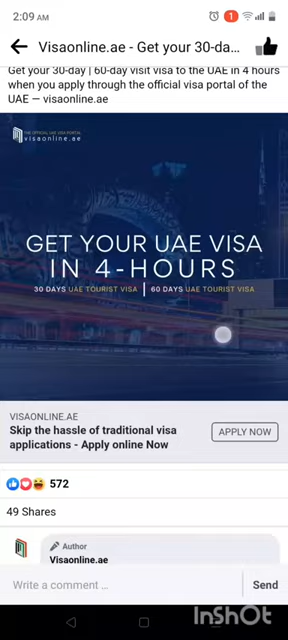 2:09 AM
1
Visaonline.ae - Get your 30-da...
Get your 30-day | 60-day visit visa to the UAE in 4 hours
when you apply through the official visa portal of the
UAE — visaonline.ae
THE OFFICIAL UAE VISA PORTAL
visaonline.ae
GET YOUR UAE VISA
IN 4-HOURS
30 DAYS UAE TOURIST VISA | 60 DAYS UAE TOURIST VISA
VISAONLINE.AE
Skip the hassle of traditional visa
applications - Apply online Now
APPLY NOW
572
49 Shares
Author
Visaonline.ae
Write a comment ...
Send
InShOt